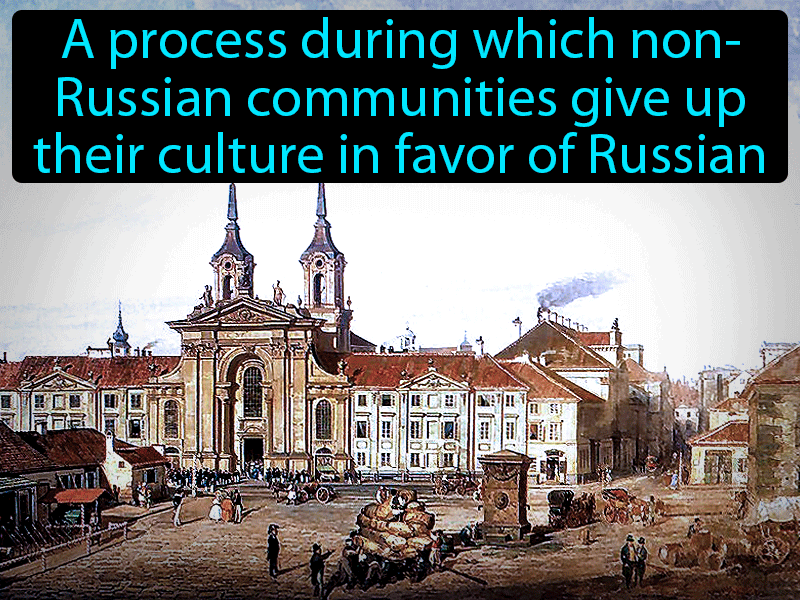 A process during which non-
Russian communities give up
their culture in favor of Russian